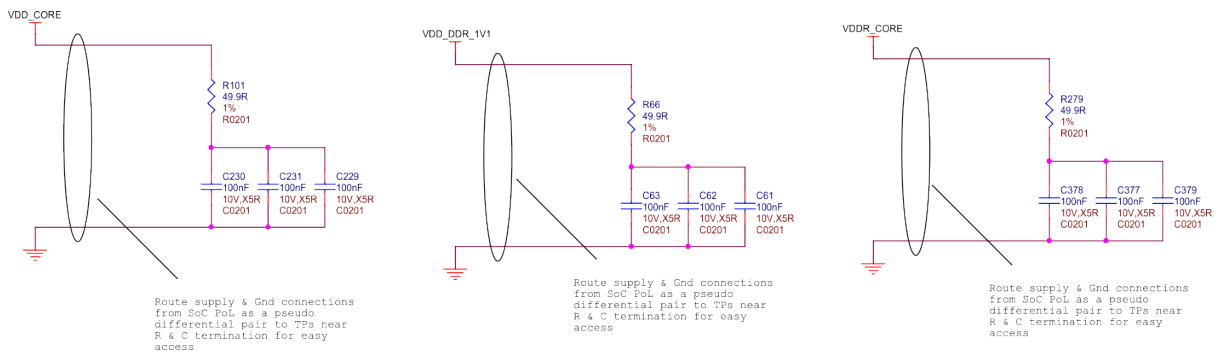 VDD_CORE
R101
49.9R
1%
R0201
C230
100nF
10V,X5R
C0201
C231
100nF
10V,X5R
C0201
C229
100nF
10V,X5R
C0201
Route supply & Gnd connections
from SoC PoL as a pseudo
differential pair to TPs near
R & C termination for easy
access
VDD_DDR_1V1
R66
49.9R
1%
R0201
C63
100nF
10V,X5R
C0201
C62
100nF
10V,X5R
C0201
C61
100nF
10V,X5R
C0201
Route supply & Gnd connections
from SoC PoL as a pseudo
differential pair to TPs near
R & C termination for easy
access
VDDR_CORE
R279
49.9R
1%
R0201
C378
100nF
10V,X5R
C0201
C377
100nF
10V,X5R
C0201
C379
100nF
10V,X5R
C0201
Route supply & Gnd connections
from SoC PoL as a pseudo
differential pair to TPs near
R & C termination for easy
access